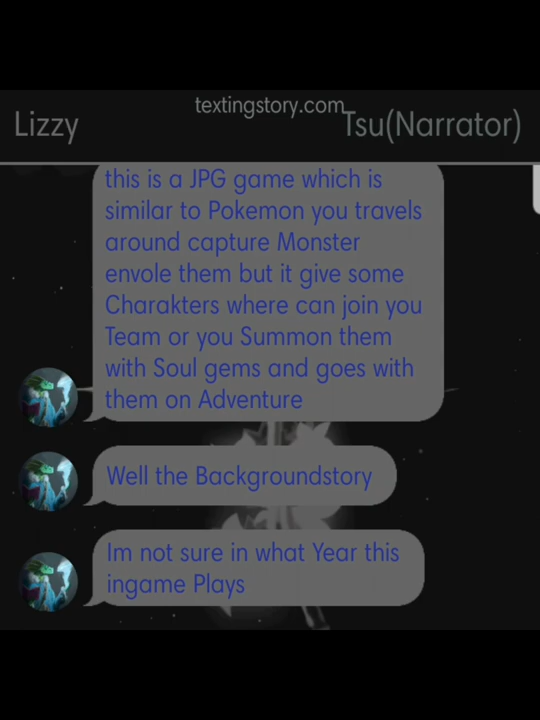 textingstory.com
Lizzy
Tsu(Narrator)
this is a JPG game which is
similar to Pokemon you travels
around capture Monster
envole them but it give some
Charakters where can join you
Team or you Summon them
with Soul gems and goes with
them on Adventure
Well the Backgroundstory
Im not sure in what Year this
ingame Plays